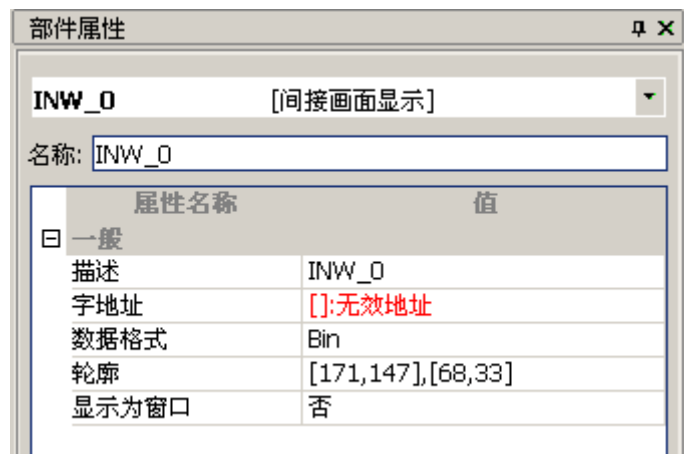 部件属性
INW_0 [间接画面显示]
名称: INW_0
属性名称 值
一般
描述 INW_0
字地址 []:无效地址
数据格式 Bin
轮廓 [171,147],[68,33]
显示为窗口 否